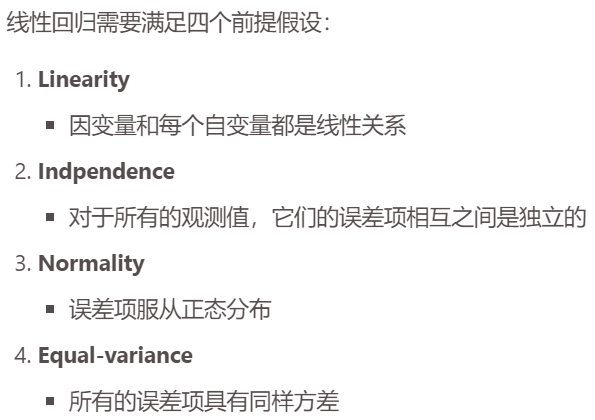 线性回归需要满足四个前提假设：
1. Linearity
▪ 因变量和每个自变量都是线性关系
2. Indpendence
▪ 对于所有的观测值，它们的误差项相互之间是独立的
3. Normality
▪ 误差项服从正态分布
4. Equal-variance
▪ 所有的误差项具有同样方差